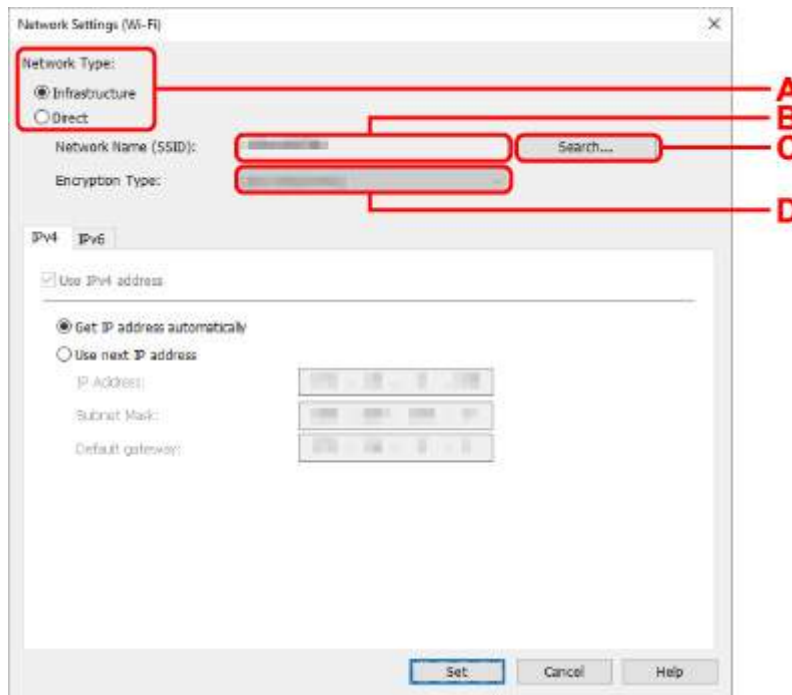 Network Settings (Wi-Fi)
Network Type:
Infrastructure
Direct
A
B
Network Name (SSID):
Search...
C
Encryption Type:
D
IPv4 IPv6
Use IPv4 address
Get IP address automatically
Use next IP address
IP Address:
Subnet Mask:
Default gateway:
Set Cancel Help